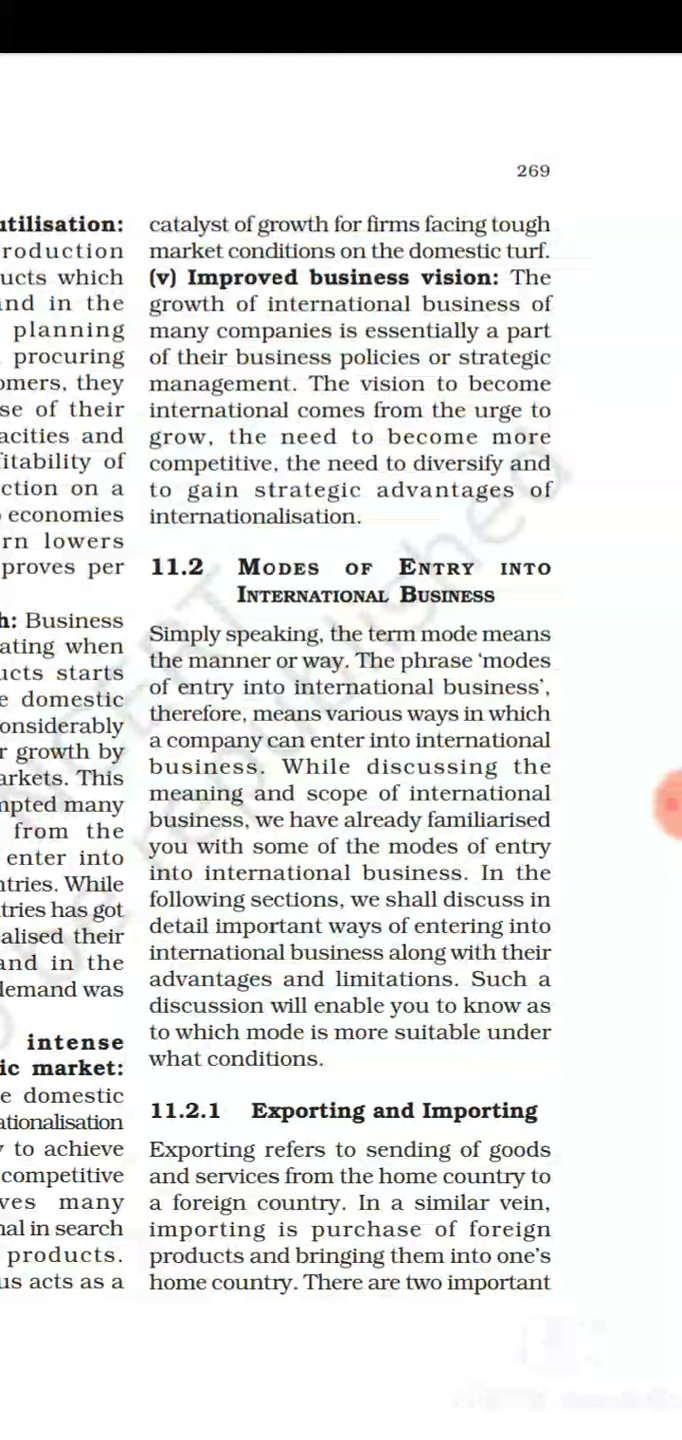 269
utilisation:
roduction
ucts which
and in the
planning
procuring
omers, they
se of their
acities and
fitability of
ction on a
economies
rn lowers
proves per
h: Business
ating when
ucts starts
e domestic
onsiderably
r growth by
arkets. This
mpted many
from the
enter into
ntries. While
tries has got
alised their
and in the
demand was
intense
ic market:
e domestic
ationalisation
y to achieve
competitive
ves many
nal in search
products.
us acts as a
catalyst of growth for firms facing tough
market conditions on the domestic turf.
(v) Improved business vision: The
growth of international business of
many companies is essentially a part
of their business policies or strategic
management. The vision to become
international comes from the urge to
grow, the need to become more
competitive, the need to diversify and
to gain strategic advantages of
internationalisation.
11.2 MODES OF ENTRY INTO
INTERNATIONAL BUSINESS
Simply speaking, the term mode means
the manner or way. The phrase ‘modes
of entry into international business’,
therefore, means various ways in which
a company can enter into international
business. While discussing the
meaning and scope of international
business, we have already familiarised
you with some of the modes of entry
into international business. In the
following sections, we shall discuss in
detail important ways of entering into
international business along with their
advantages and limitations. Such a
discussion will enable you to know as
to which mode is more suitable under
what conditions.
11.2.1 Exporting and Importing
Exporting refers to sending of goods
and services from the home country to
a foreign country. In a similar vein,
importing is purchase of foreign
products and bringing them into one’s
home country. There are two important
NCERT
be republished